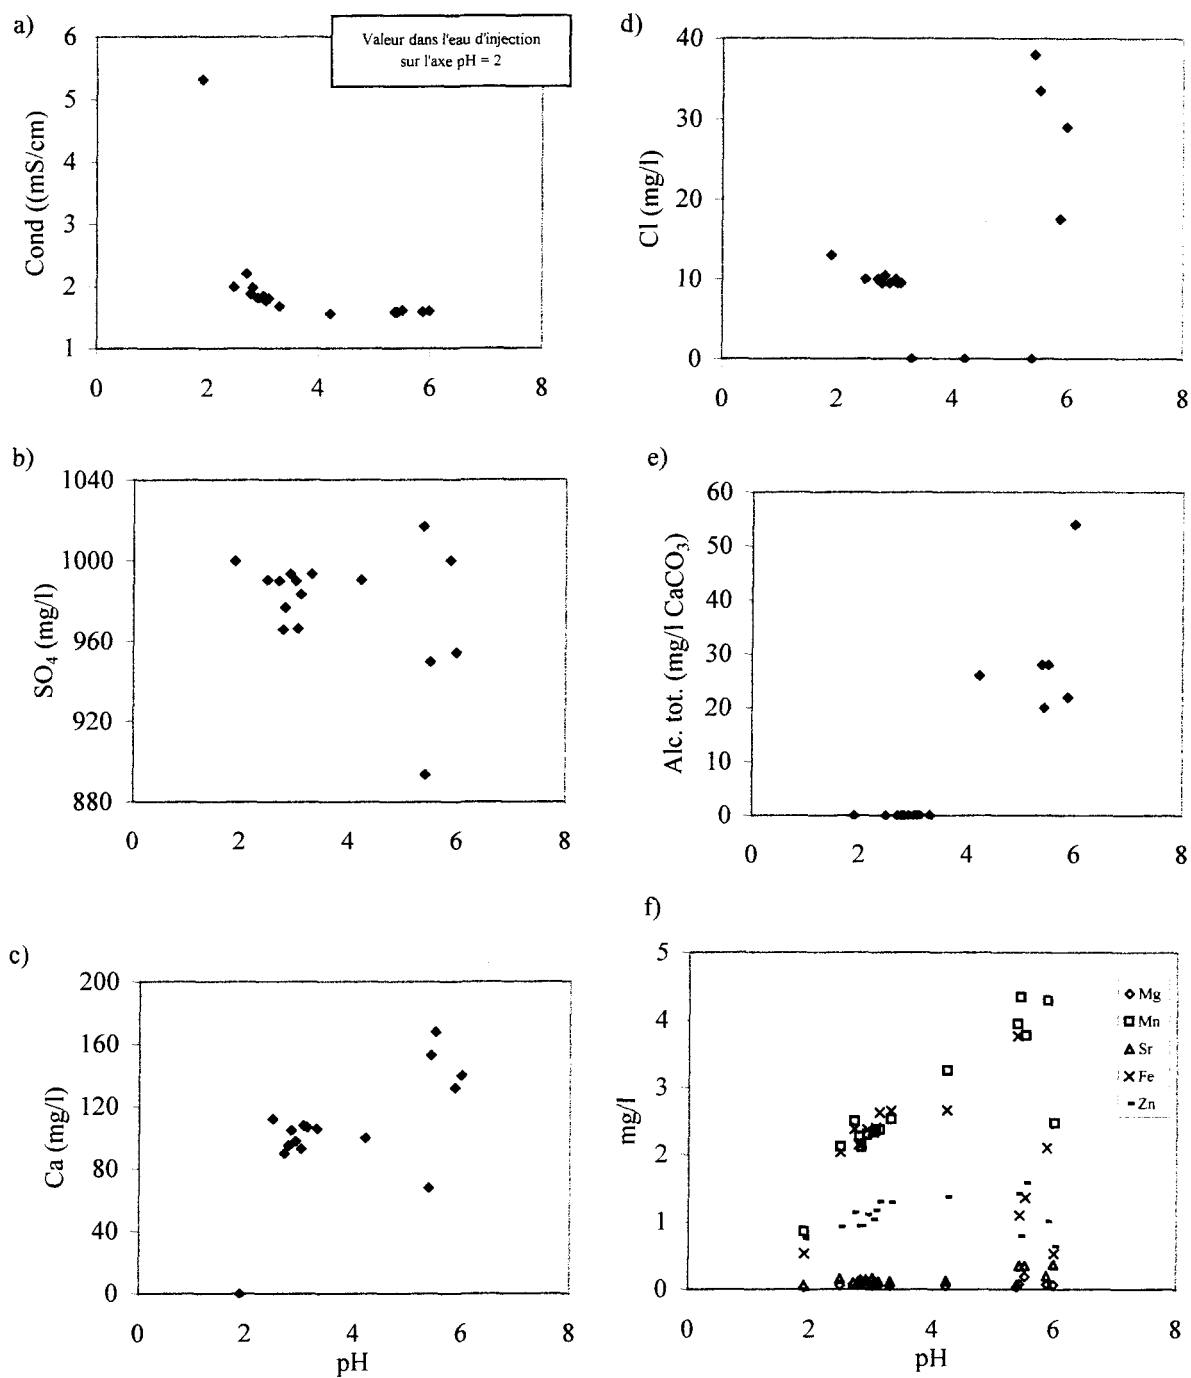 a)
Valeur dans l'eau d'injection
sur l'axe pH = 2
6
5
4
3
2
1
Cond ((mS/cm)
0 2 4 6 8
d)
40
30
20
10
0
Cl (mg/l)
0 2 4 6 8
b)
1040
1000
960
920
880
SO4 (mg/l)
0 2 4 6 8
e)
60
50
40
30
20
10
0
Alc. tot. (mg/l CaCO3)
0 2 4 6 8
c)
200
160
120
80
40
0
Ca (mg/l)
0 2 4 6 8
pH
f)
5
4
3
2
1
0
mg/l
Mg
Mn
Sr
Fe
Zn
0 2 4 6 8
pH